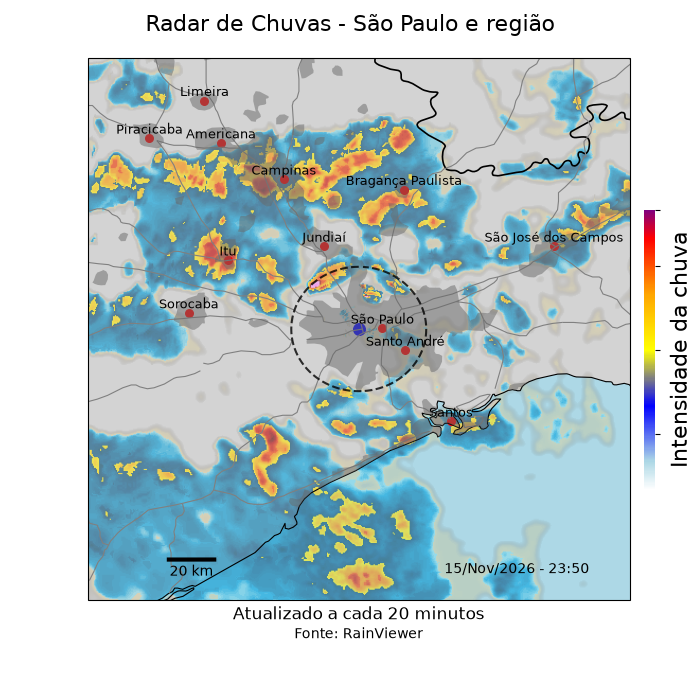 Radar de Chuvas - São Paulo e região
Limeira
Piracicaba
Americana
Campinas
Bragança Paulista
Itu
Jundiaí
São José dos Campos
Sorocaba
São Paulo
Santo André
Santos
Intensidade da chuva
20 km
15/Nov/2026 - 23:50
Atualizado a cada 20 minutos
Fonte: RainViewer